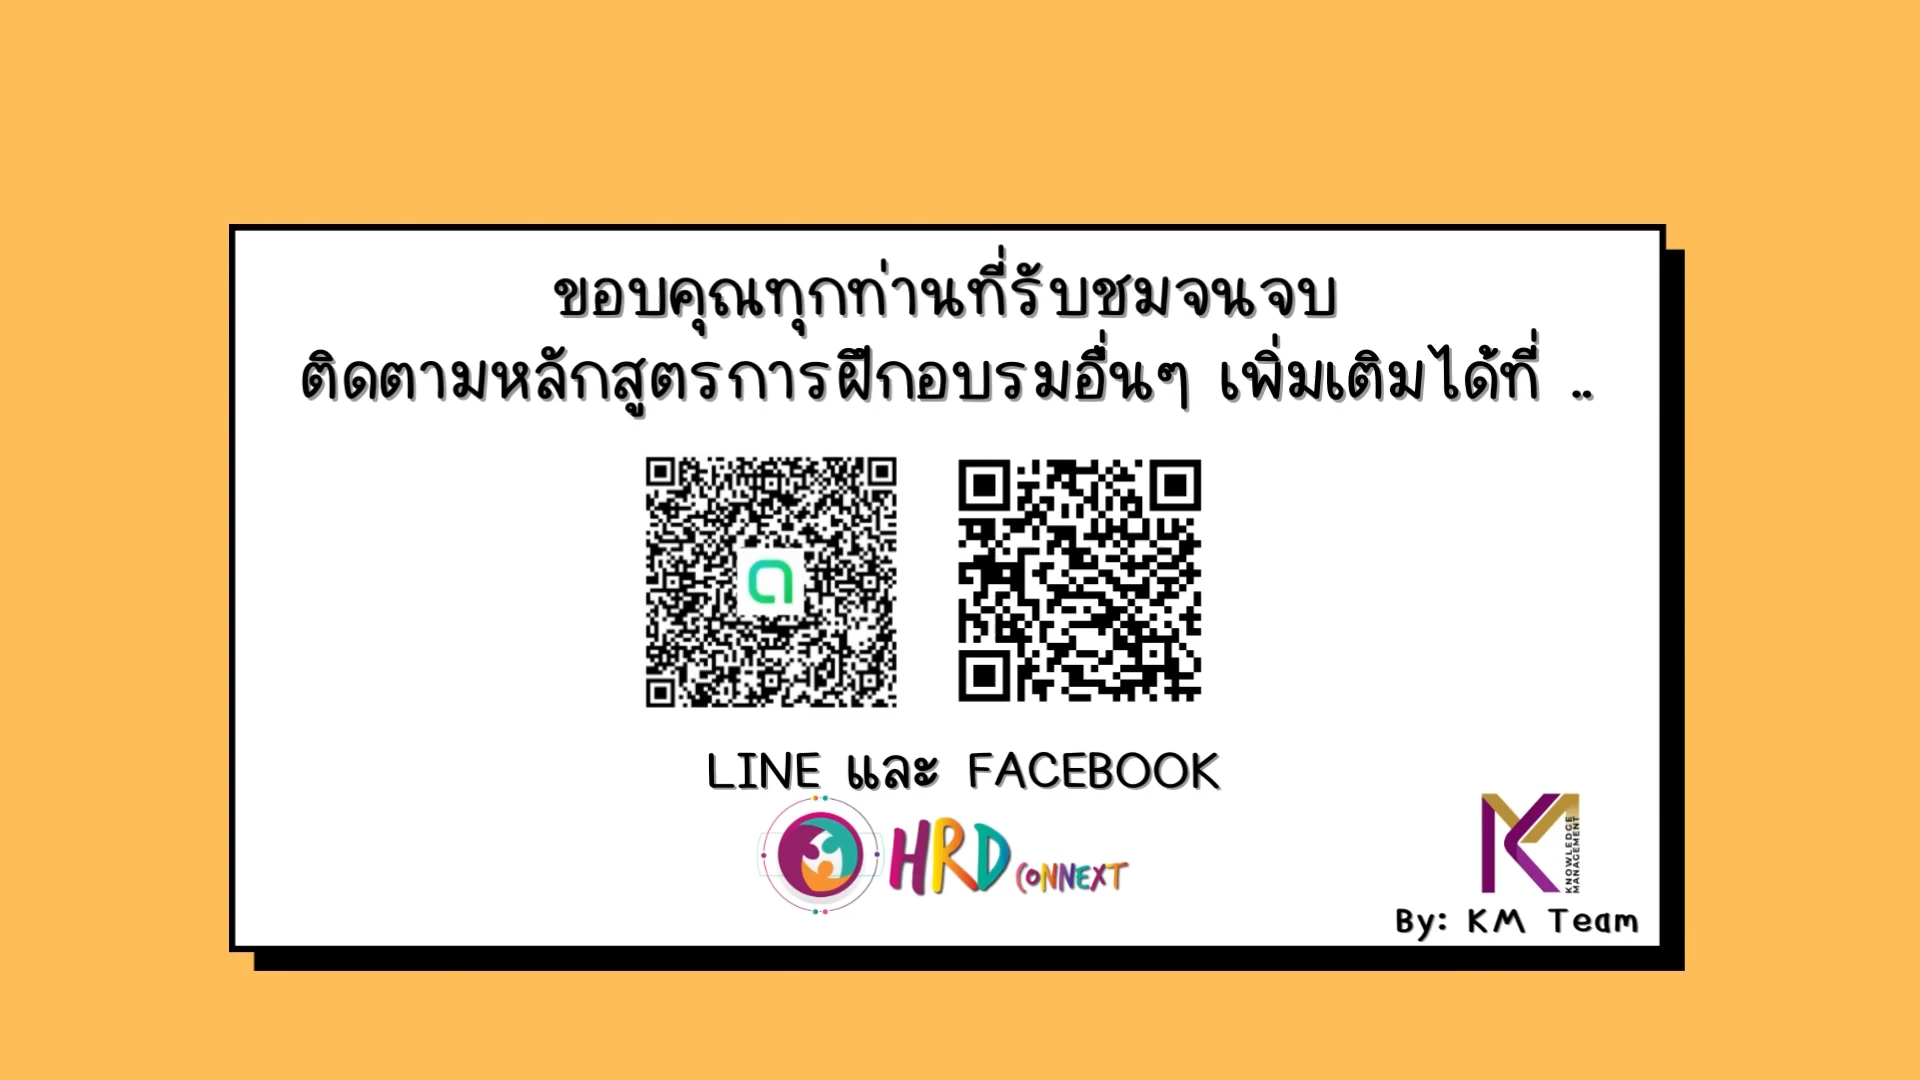 ขอบคุณทุกท่านที่รับชมจนจบ
ติดตามหลักสูตรการฝึกอบรมอื่นๆ เพิ่มเติมได้ที่ ..
LINE และ FACEBOOK
HRD CONNEXT
KNOWLEDGE
MANAGEMENT
By: KM Team